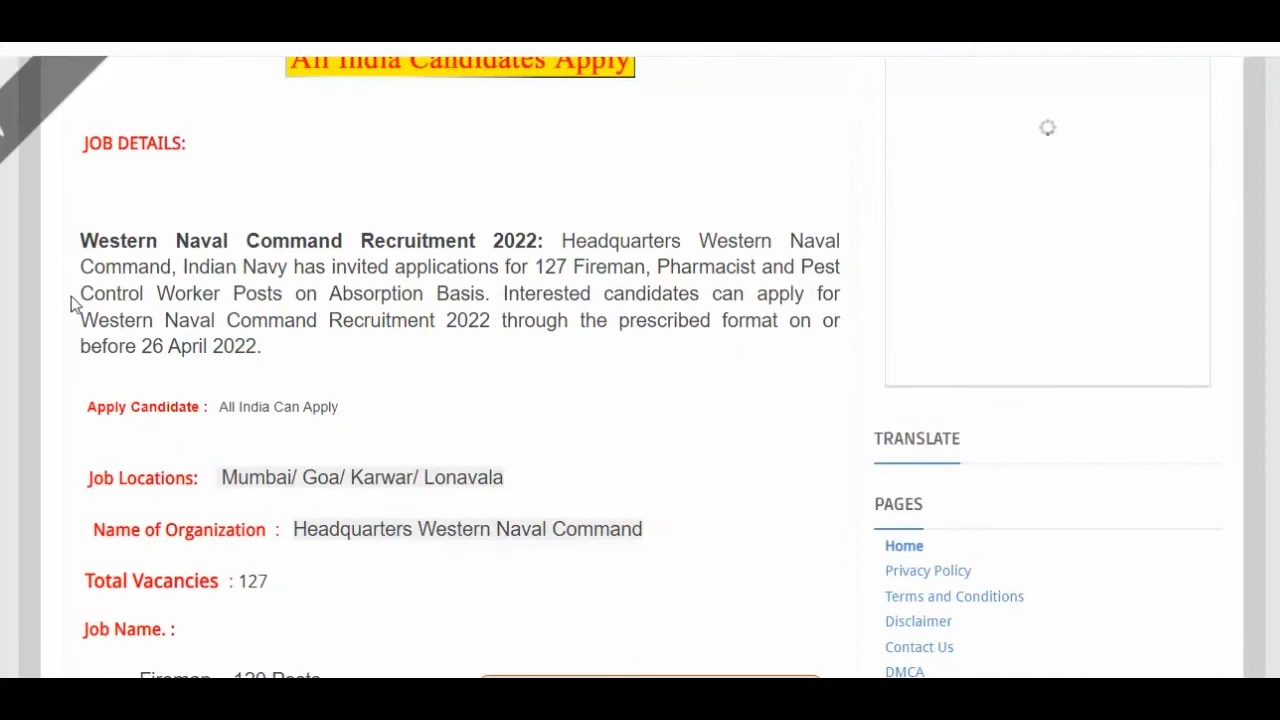 All India Candidates Apply
JOB DETAILS:
Western Naval Command Recruitment 2022: Headquarters Western Naval
Command, Indian Navy has invited applications for 127 Fireman, Pharmacist and Pest
Control Worker Posts on Absorption Basis. Interested candidates can apply for
Western Naval Command Recruitment 2022 through the prescribed format on or
before 26 April 2022.
Apply Candidate : All India Can Apply
Job Locations: Mumbai/ Goa/ Karwar/ Lonavala
Name of Organization : Headquarters Western Naval Command
Total Vacancies : 127
Job Name. :
Fireman – 120 Posts
TRANSLATE
PAGES
Home
Privacy Policy
Terms and Conditions
Disclaimer
Contact Us
DMCA